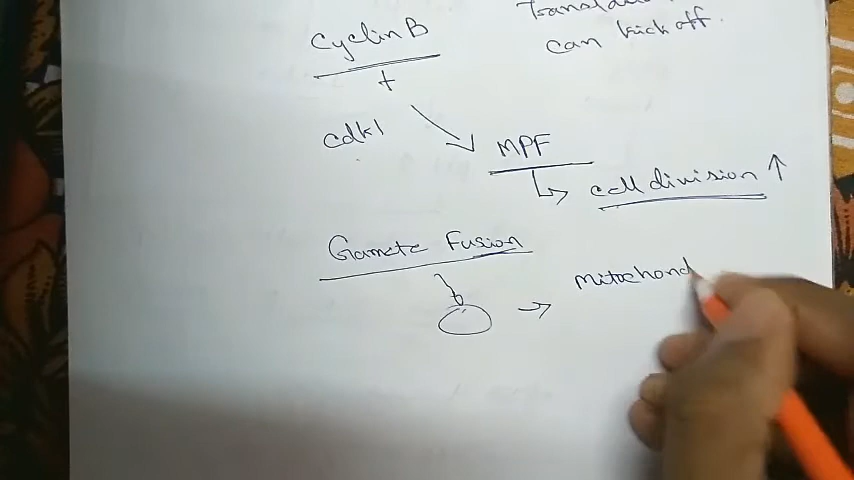 can kick off.
Cyclin B
+
cdk1
MPF
cell division ↑
Gamete Fusion
Mitochond